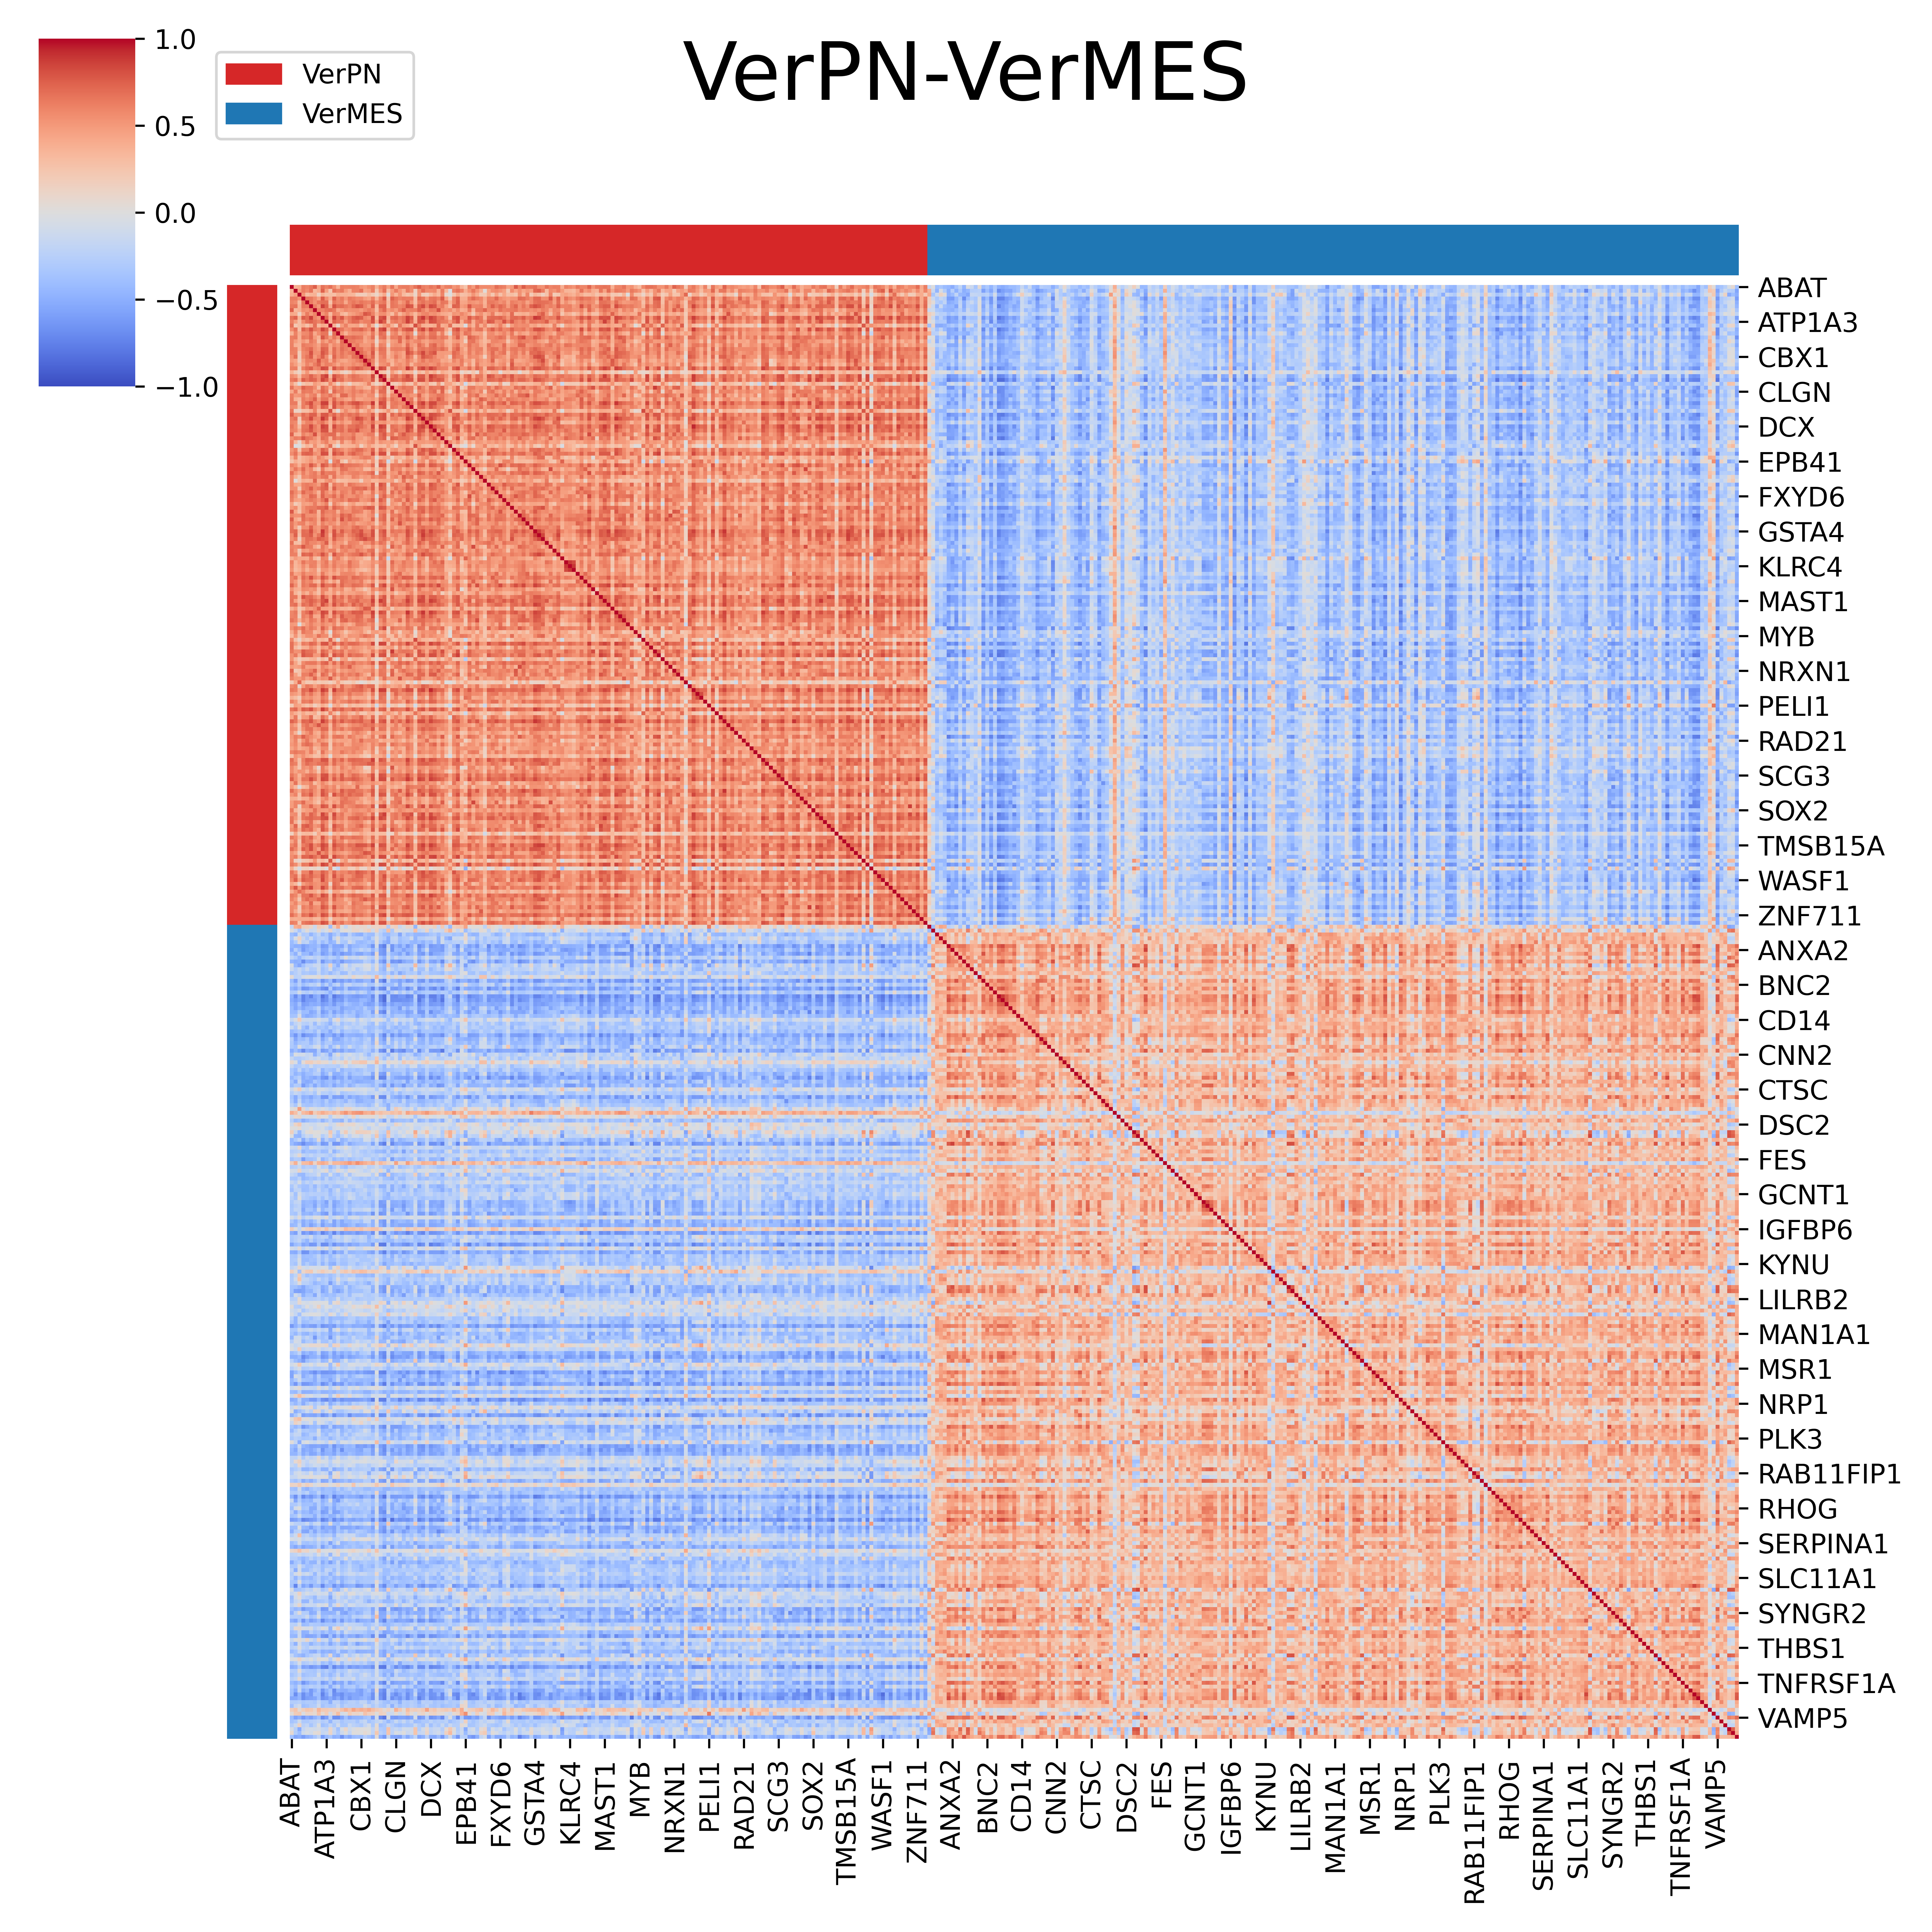 VerPN-VerMES
1.0
0.5
0.0
−0.5
−1.0
VerPN
VerMES
ABAT
ATP1A3
CBX1
CLGN
DCX
EPB41
FXYD6
GSTA4
KLRC4
MAST1
MYB
NRXN1
PELI1
RAD21
SCG3
SOX2
TMSB15A
WASF1
ZNF711
ANXA2
BNC2
CD14
CNN2
CTSC
DSC2
FES
GCNT1
IGFBP6
KYNU
LILRB2
MAN1A1
MSR1
NRP1
PLK3
RAB11FIP1
RHOG
SERPINA1
SLC11A1
SYNGR2
THBS1
TNFRSF1A
VAMP5
ABAT
ATP1A3
CBX1
CLGN
DCX
EPB41
FXYD6
GSTA4
KLRC4
MAST1
MYB
NRXN1
PELI1
RAD21
SCG3
SOX2
TMSB15A
WASF1
ZNF711
ANXA2
BNC2
CD14
CNN2
CTSC
DSC2
FES
GCNT1
IGFBP6
KYNU
LILRB2
MAN1A1
MSR1
NRP1
PLK3
RAB11FIP1
RHOG
SERPINA1
SLC11A1
SYNGR2
THBS1
TNFRSF1A
VAMP5